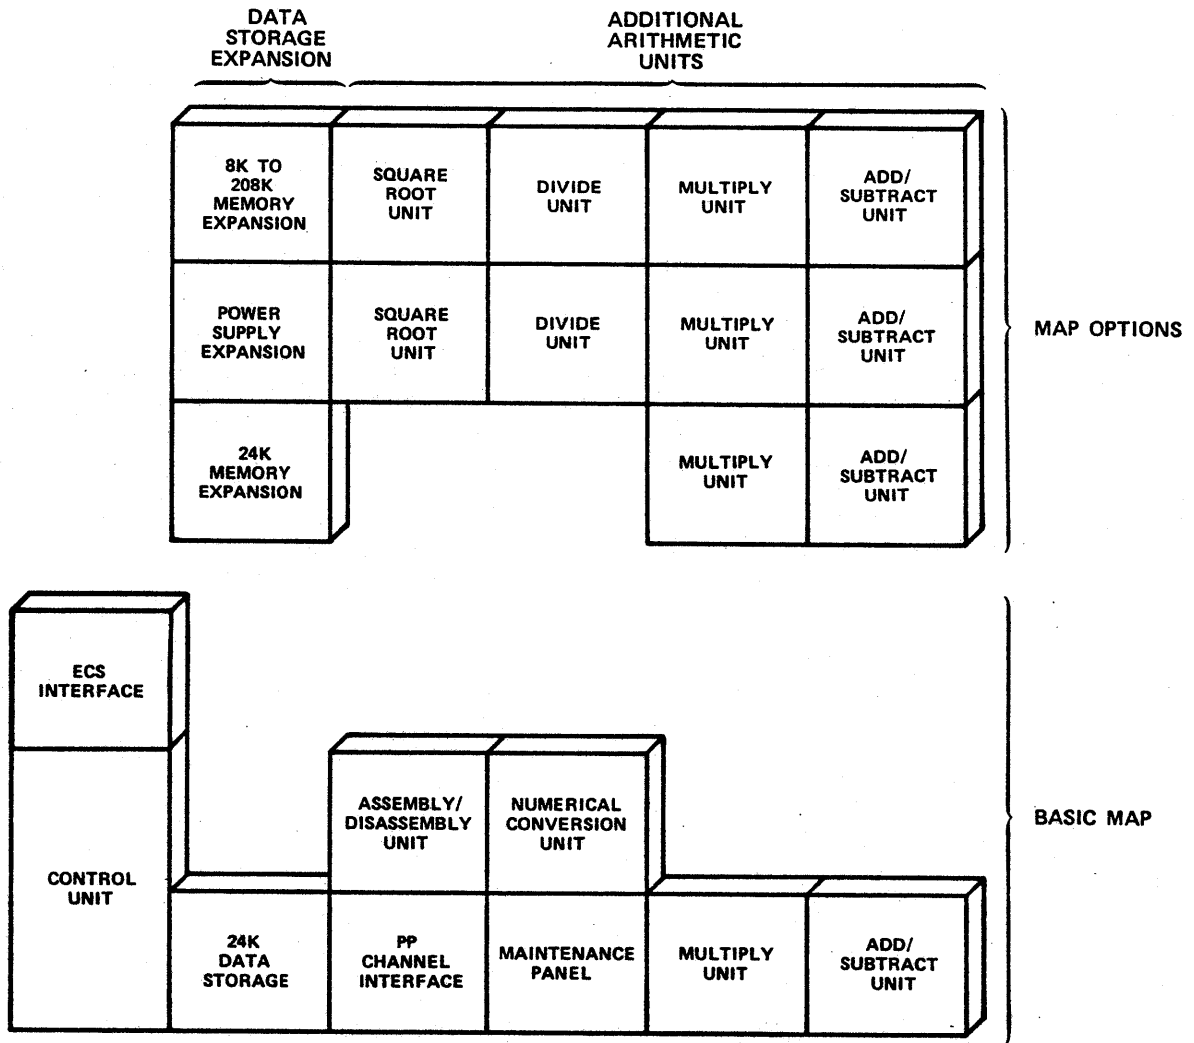 DATA
STORAGE
EXPANSION
ADDITIONAL
ARITHMETIC
UNITS
8K TO
208K
MEMORY
EXPANSION
SQUARE
ROOT
UNIT
DIVIDE
UNIT
MULTIPLY
UNIT
ADD/
SUBTRACT
UNIT
POWER
SUPPLY
EXPANSION
SQUARE
ROOT
UNIT
DIVIDE
UNIT
MULTIPLY
UNIT
ADD/
SUBTRACT
UNIT
MAP OPTIONS
24K
MEMORY
EXPANSION
MULTIPLY
UNIT
ADD/
SUBTRACT
UNIT
ECS
INTERFACE
CONTROL
UNIT
ASSEMBLY/
DISASSEMBLY
UNIT
NUMERICAL
CONVERSION
UNIT
BASIC MAP
24K
DATA
STORAGE
PP
CHANNEL
INTERFACE
MAINTENANCE
PANEL
MULTIPLY
UNIT
ADD/
SUBTRACT
UNIT